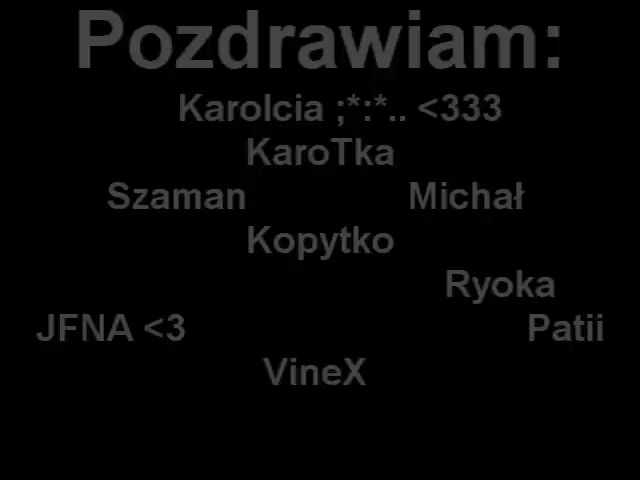 Pozdrawiam:
Karolcia ;*:*.. <333
KaroTka
Szaman Michał
Kopytko
Ryoka
JFNA <3 Patii
VineX